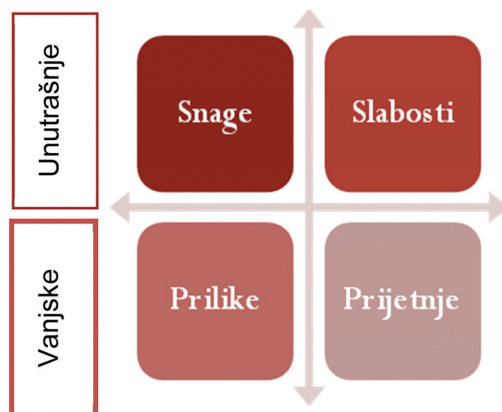 Unutrašnje
Snage
Slabosti
Vanjske
Prilike
Prijetnje